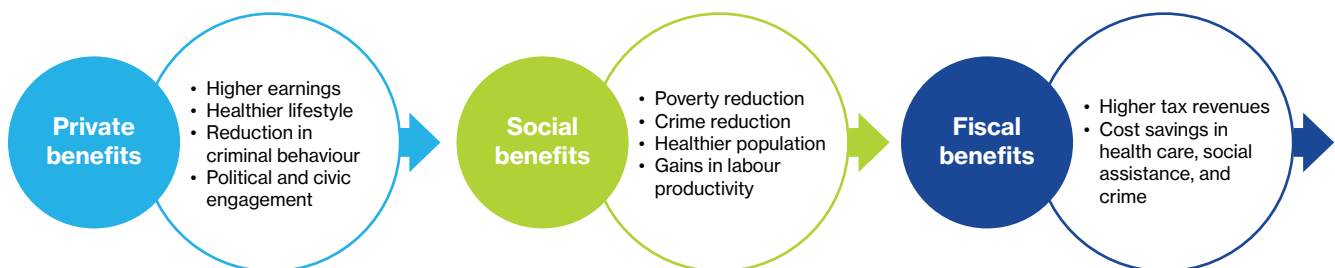 Private
benefits
• Higher earnings
• Healthier lifestyle
• Reduction in
criminal behaviour
• Political and civic
engagement
Social
benefits
• Poverty reduction
• Crime reduction
• Healthier population
• Gains in labour
productivity
Fiscal
benefits
• Higher tax revenues
• Cost savings in
health care, social
assistance, and
crime